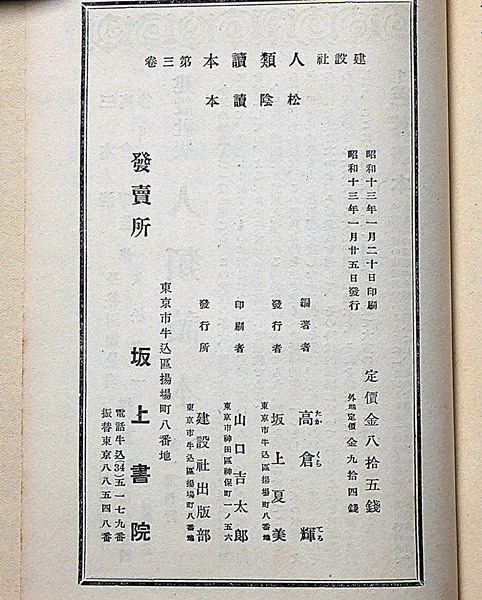 建設社 人類讀本 第三卷
松陰讀本
昭和十三年一月二十日印刷
昭和十三年一月廿五日發行
定價金八拾五錢
外地定價 金九拾四錢
編著者 高倉輝
たか くら てる
發行者 坂上夏美
東京市牛込區揚場町八番地
印刷者 山口吉太郎
東京市神田區神保町一ノ五六
發行所 建設社出版部
東京市牛込區揚場町八番地
東京市牛込區揚場町八番地
發賣所 坂上書院
電話牛込(34)五一七九番
振替東京八八五四八番